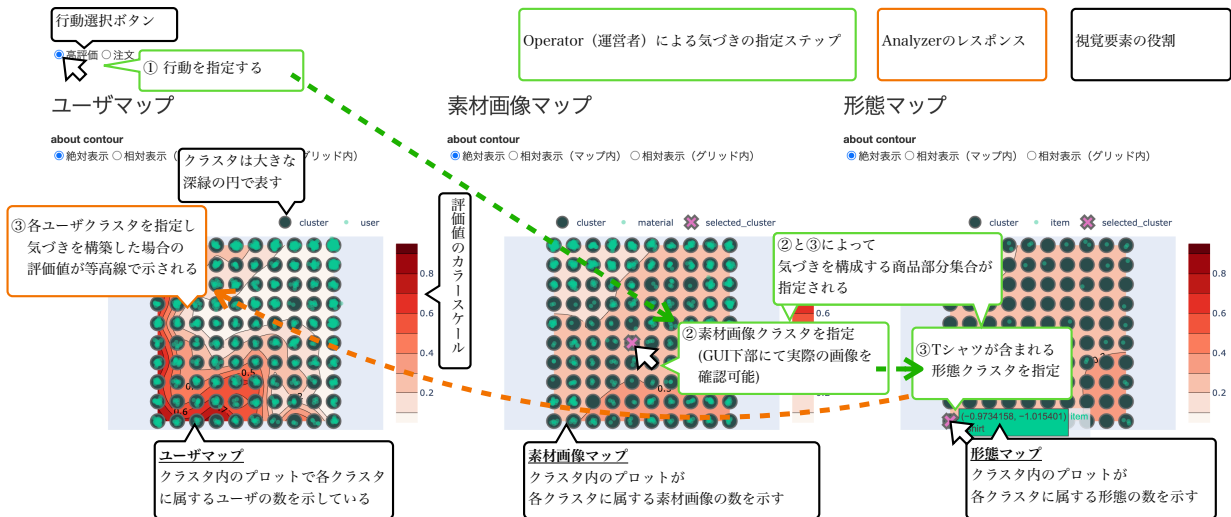 行動選択ボタン
Operator（運営者）による気づきの指定ステップ
Analyzerのレスポンス
視覚要素の役割
高評価 注文
① 行動を指定する
ユーザマップ
素材画像マップ
形態マップ
about contour
about contour
about contour
絶対表示 相対表示
グリッド内）
絶対表示 相対表示（マップ内） 相対表示（グリッド内）
絶対表示 相対表示（マップ内） 相対表示（グリッド内）
クラスタは大きな
深緑の円で表す
評価値のカラースケール
cluster user
cluster material selected_cluster
cluster item selected_cluster
③各ユーザクラスタを指定し
気づきを構築した場合の
評価値が等高線で示される
②と③によって
気づきを構成する商品部分集合が
指定される
0.8
0.6
0.4
0.2
0.6
0.8
0.6
0.4
0.2
0.5
0.6
②素材画像クラスタを指定
(GUI下部にて実際の画像を
確認可能)
③Tシャツが含まれる
形態クラスタを指定
(−0.9734158, −1.015401) item
ユーザマップ
クラスタ内のプロットで各クラスタ
に属するユーザの数を示している
素材画像マップ
クラスタ内のプロットが
各クラスタに属する素材画像の数を示す
形態マップ
クラスタ内のプロットが
各クラスタに属する形態の数を示す